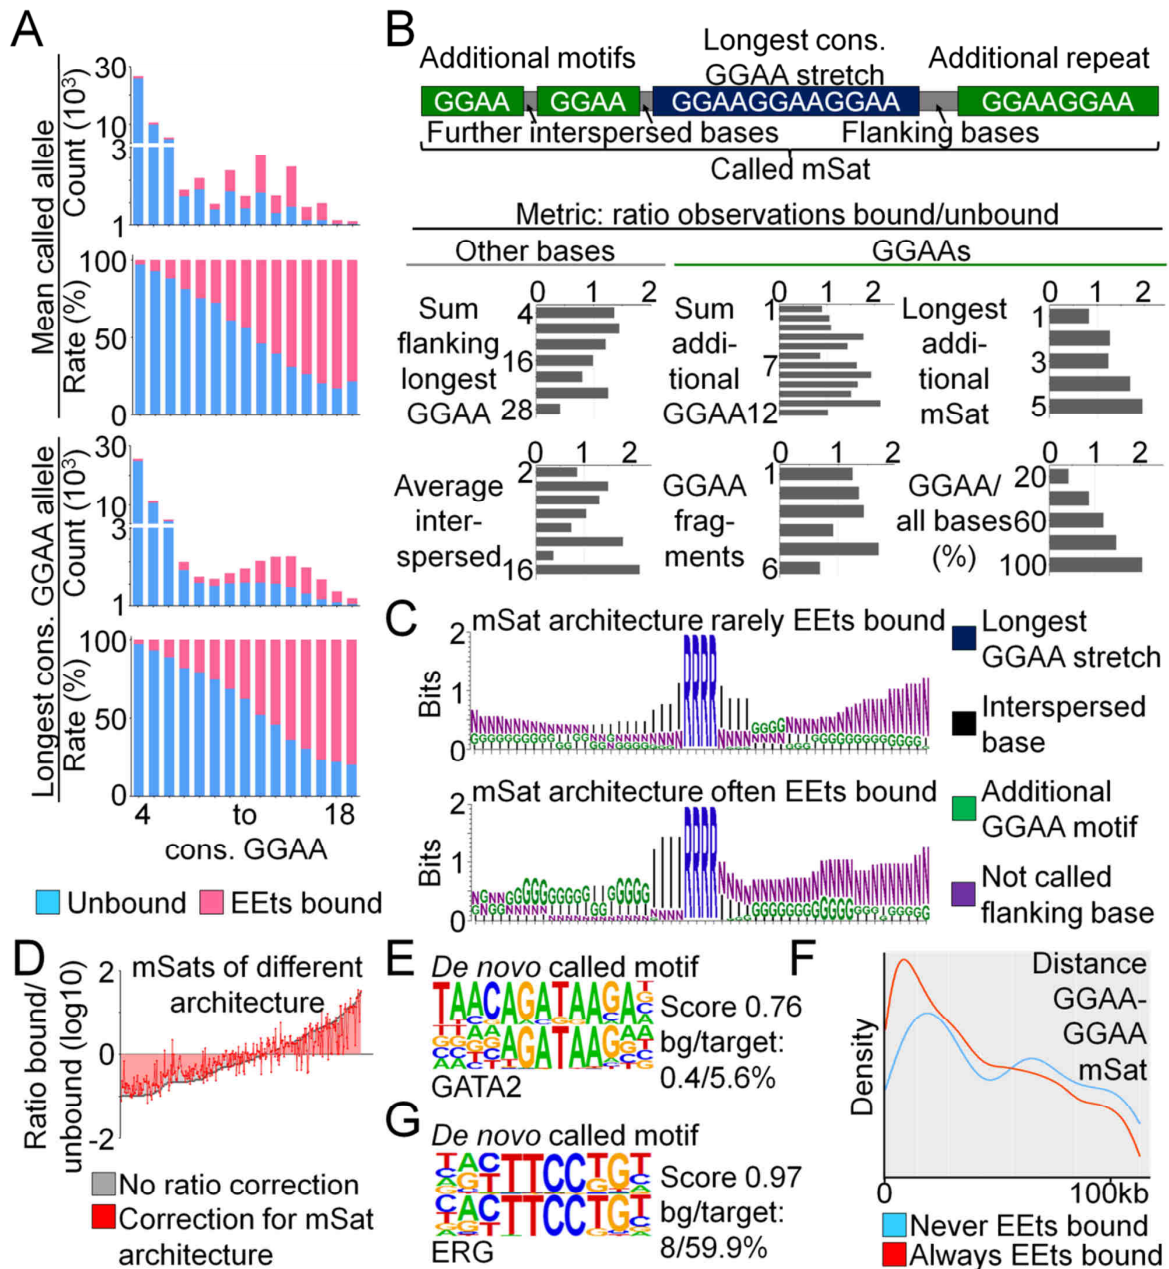 A
Mean called allele
Count (10³)
30
10
3
1
Rate (%)
100
50
0
Longest cons. GGAA allele
Count (10³)
30
10
3
1
Rate (%)
100
50
0
4 to 18
cons. GGAA
Unbound EEts bound
B
Additional motifs
Longest cons.
GGAA stretch
Additional repeat
GGAA GGAA GGAAGGAAGGAA GGAAGGAA
Further interspersed bases Flanking bases
Called mSat
Metric: ratio observations bound/unbound
Other bases GGAAs
Sum
flanking
longest
GGAA
0 1 2
4
16
28
Sum
addi-
tional
GGAA
0 1 2
1
7
12
Longest
addi-
tional
mSat
0 1 2
1
3
5
Average
inter-
spersed
0 1 2
2
16
GGAA
frag-
ments
0 1 2
1
6
GGAA/
all bases
(%)
0 1 2
20
60
100
C
mSat architecture rarely EEts bound
Bits
2
1
0
mSat architecture often EEts bound
Bits
2
1
0
Longest
GGAA stretch
Interspersed
base
Additional
GGAA motif
Not called
flanking base
D
mSats of different
architecture
Ratio bound/
unbound (log10)
2
0
-2
No ratio correction
Correction for mSat
architecture
E
De novo called motif
TAACAGATAAGA
AGATAAG
Score 0.76
bg/target:
0.4/5.6%
GATA2
G
De novo called motif
TACTTCCTGT
CACTTCCTGT
Score 0.97
bg/target:
8/59.9%
ERG
F
Distance
GGAA-
GGAA
mSat
Density
0 100kb
Never EEts bound
Always EEts bound